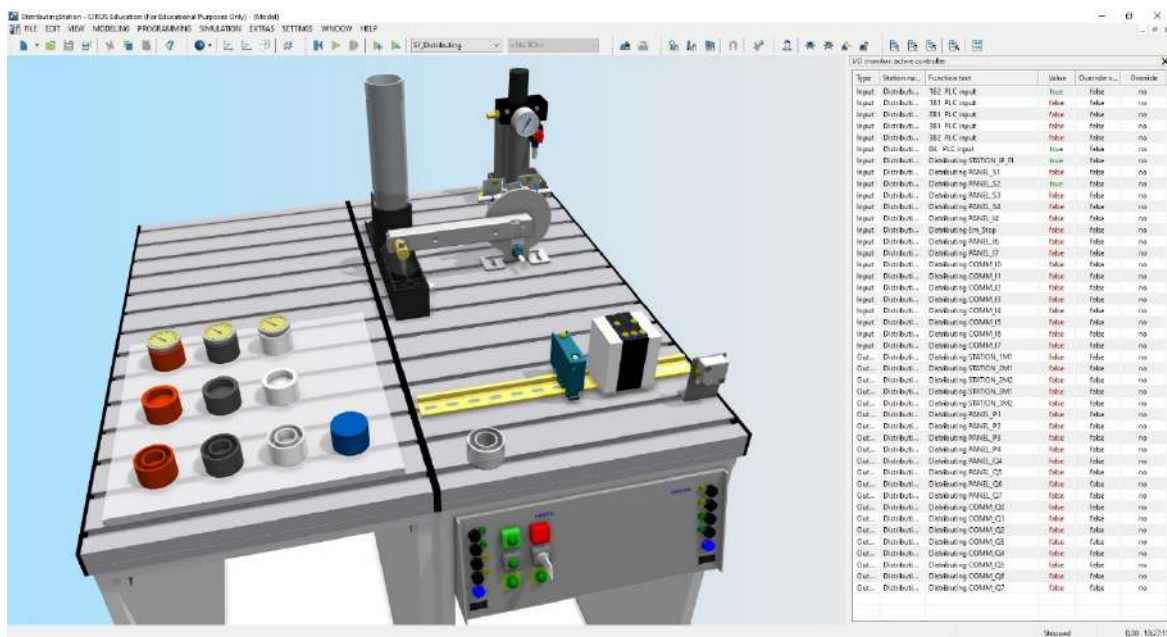 DistributingStation - CIROS Education (For Educational Purposes Only) - [Model]
FILE EDIT VIEW MODELING PROGRAMMING SIMULATION EXTRAS SETTINGS WINDOW HELP
S7_Distributing
I/O monitor: active controller
Type Station na... Function text Value Override v... Override
Input Distributi... 1B2 PLC input true false no
Input Distributi... 1B1 PLC input false false no
Input Distributi... 2B1 PLC input false false no
Input Distributi... 3B1 PLC input false false no
Input Distributi... 3B2 PLC input false false no
Input Distributi... PLC input true false no
Input Distributi... Distributing STATION_IP_FI true false no
Input Distributi... Distributing PANEL_S1 false false no
Input Distributi... Distributing PANEL_S2 true false no
Input Distributi... Distributing PANEL_S3 false false no
Input Distributi... Distributing PANEL_S4 false false no
Input Distributi... Distributing PANEL_I4 false false no
Input Distributi... Distributing Em_Stop false false no
Input Distributi... Distributing PANEL_I6 false false no
Input Distributi... Distributing PANEL_I7 false false no
Input Distributi... Distributing COMM_I0 false false no
Input Distributi... Distributing COMM_I1 false false no
Input Distributi... Distributing COMM_I2 false false no
Input Distributi... Distributing COMM_I3 false false no
Input Distributi... Distributing COMM_I4 false false no
Input Distributi... Distributing COMM_I5 false false no
Input Distributi... Distributing COMM_I6 false false no
Input Distributi... Distributing COMM_I7 false false no
Out... Distributi... Distributing STATION_1M1 false false no
Out... Distributi... Distributing STATION_2M1 false false no
Out... Distributi... Distributing STATION_2M2 false false no
Out... Distributi... Distributing STATION_3M1 false false no
Out... Distributi... Distributing STATION_3M2 false false no
Out... Distributi... Distributing PANEL_P1 false false no
Out... Distributi... Distributing PANEL_P2 false false no
Out... Distributi... Distributing PANEL_P3 false false no
Out... Distributi... Distributing PANEL_P4 false false no
Out... Distributi... Distributing PANEL_Q4 false false no
Out... Distributi... Distributing PANEL_Q5 false false no
Out... Distributi... Distributing PANEL_Q6 false false no
Out... Distributi... Distributing PANEL_Q7 false false no
Out... Distributi... Distributing COMM_Q0 false false no
Out... Distributi... Distributing COMM_Q1 false false no
Out... Distributi... Distributing COMM_Q2 false false no
Out... Distributi... Distributing COMM_Q3 false false no
Out... Distributi... Distributing COMM_Q4 false false no
Out... Distributi... Distributing COMM_Q5 false false no
Out... Distributi... Distributing COMM_Q6 false false no
Out... Distributi... Distributing COMM_Q7 false false no
Stopped